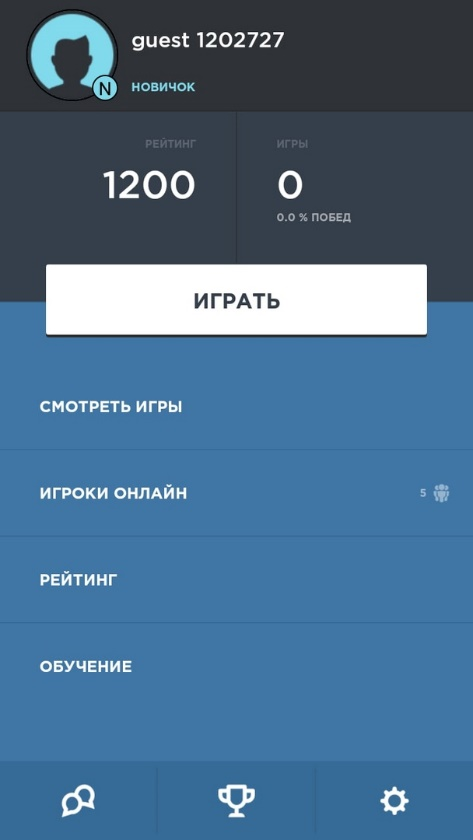 guest 1202727
N
НОВИЧОК
РЕЙТИНГ
1200
ИГРЫ
0
0.0 % ПОБЕД
ИГРАТЬ
СМОТРЕТЬ ИГРЫ
ИГРОКИ ОНЛАЙН
5
РЕЙТИНГ
ОБУЧЕНИЕ